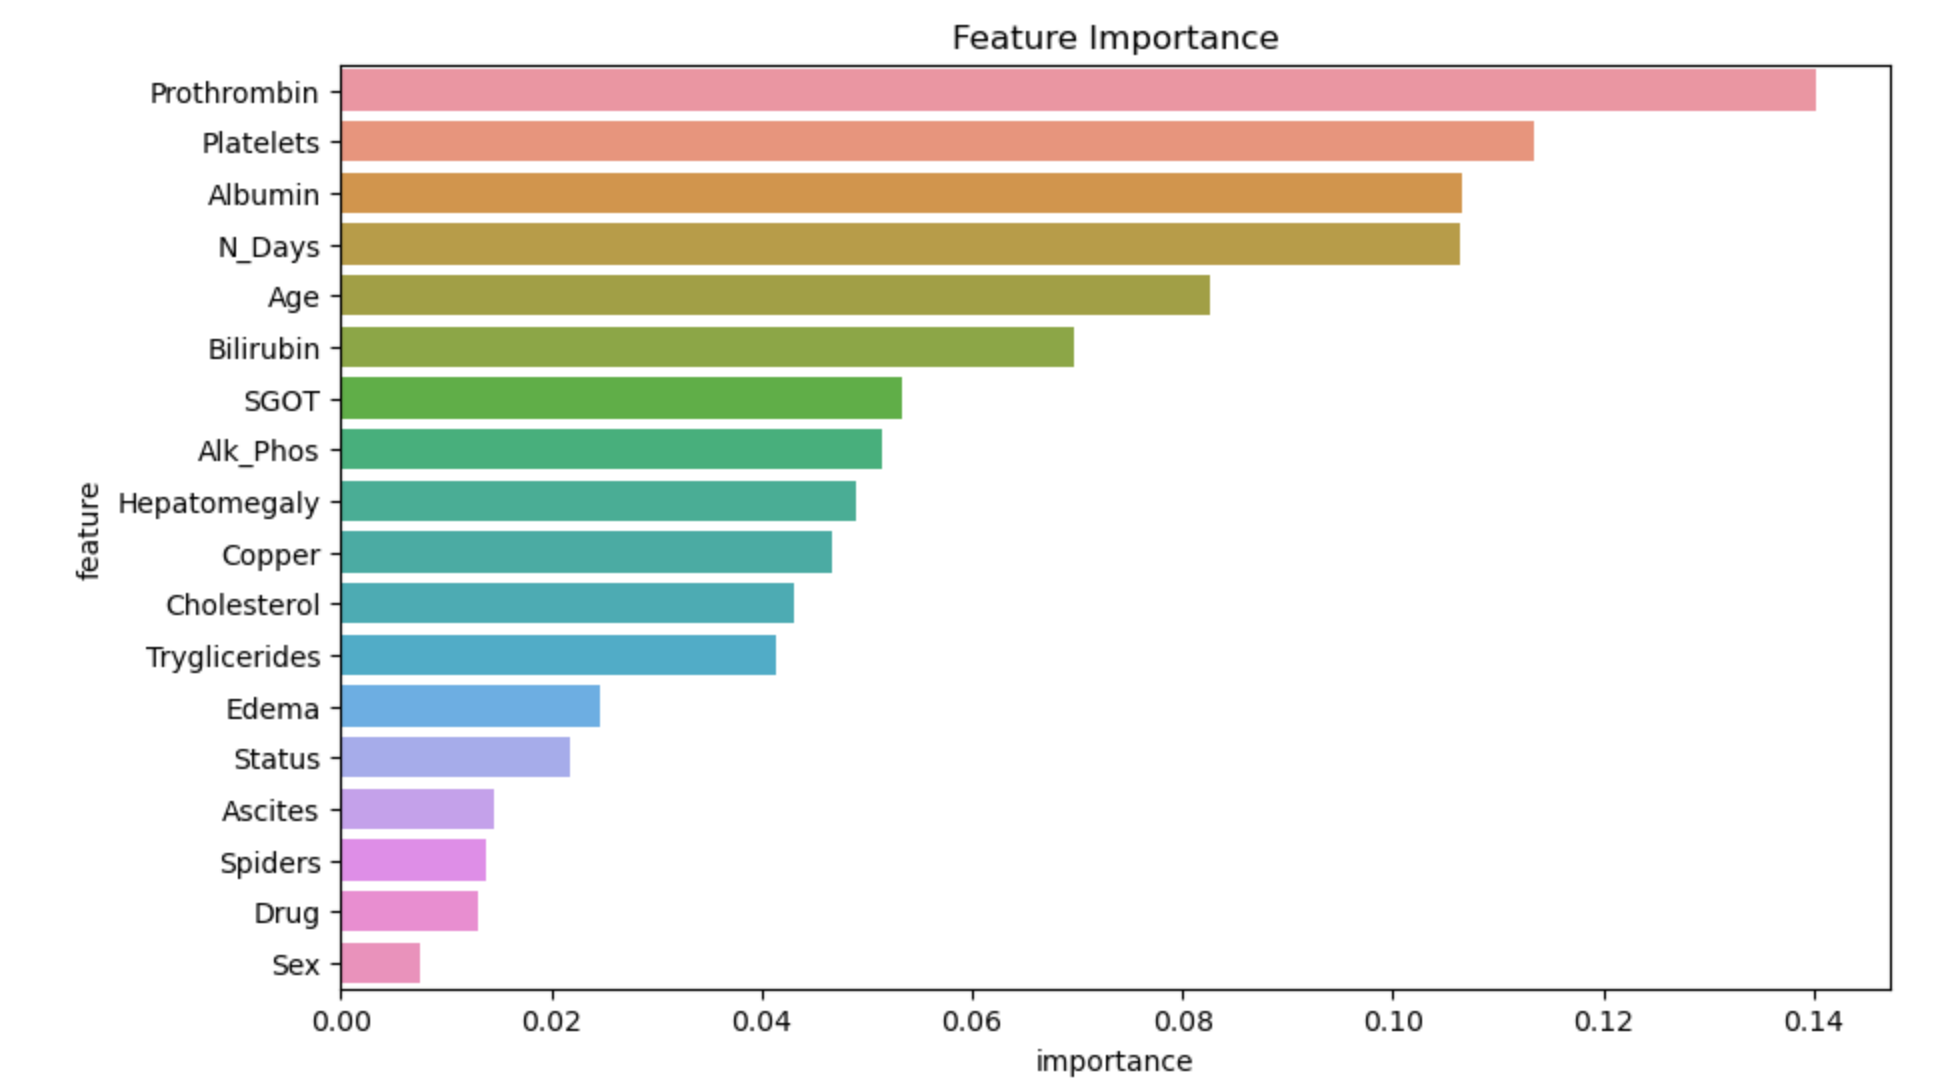 Feature Importance
Prothrombin
Platelets
Albumin
N_Days
Age
Bilirubin
SGOT
Alk_Phos
Hepatomegaly
Copper
Cholesterol
Tryglicerides
Edema
Status
Ascites
Spiders
Drug
Sex
feature
0.00 0.02 0.04 0.06 0.08 0.10 0.12 0.14
importance